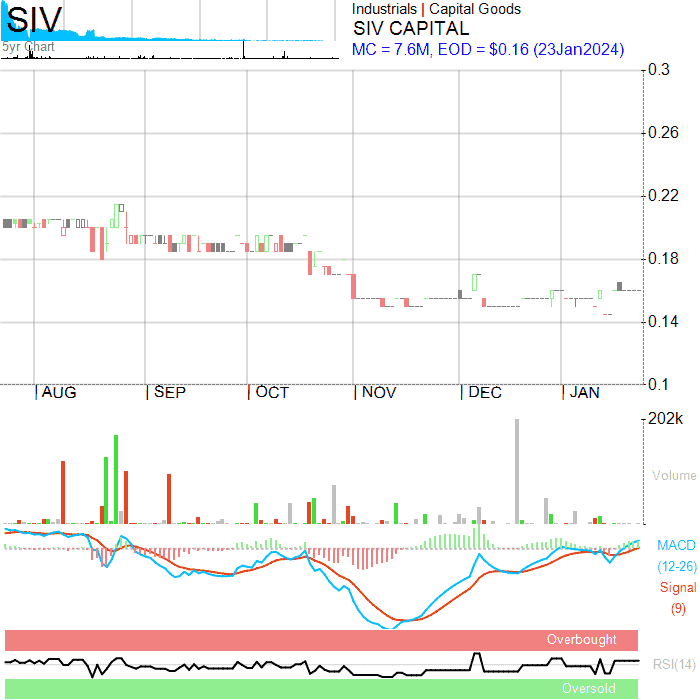 SIV
5yr Chart
Industrials | Capital Goods
SIV CAPITAL
MC = 7.6M, EOD = $0.16 (23Jan2024)
0.3
0.26
0.22
0.18
0.14
0.1
AUG SEP OCT NOV DEC JAN
202k
Volume
MACD
(12-26)
Signal
(9)
Overbought
RSI(14)
Oversold